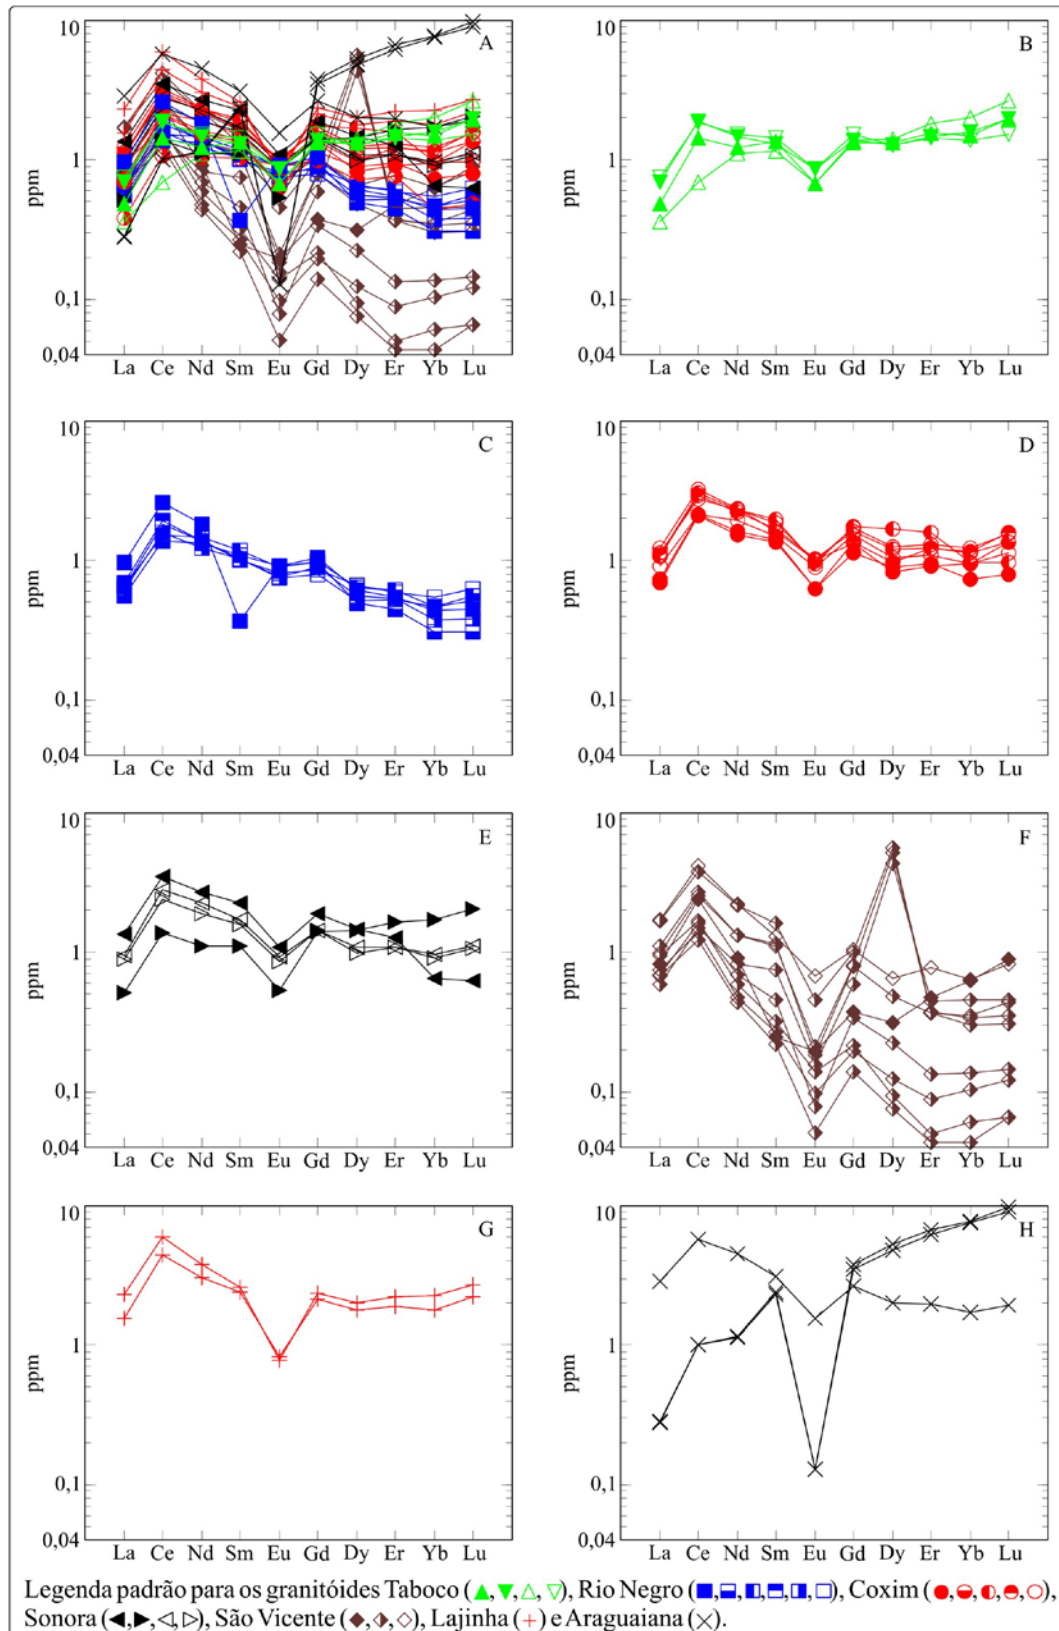 10
1
0,1
0,04
ppm
A
La Ce Nd Sm Eu Gd Dy Er Yb Lu
10
1
0,1
0,04
ppm
B
La Ce Nd Sm Eu Gd Dy Er Yb Lu
10
1
0,1
0,04
ppm
C
La Ce Nd Sm Eu Gd Dy Er Yb Lu
10
1
0,1
0,04
ppm
D
La Ce Nd Sm Eu Gd Dy Er Yb Lu
10
1
0,1
0,04
ppm
E
La Ce Nd Sm Eu Gd Dy Er Yb Lu
10
1
0,1
0,04
ppm
F
La Ce Nd Sm Eu Gd Dy Er Yb Lu
10
1
0,1
0,04
ppm
G
La Ce Nd Sm Eu Gd Dy Er Yb Lu
10
1
0,1
0,04
ppm
H
La Ce Nd Sm Eu Gd Dy Er Yb Lu
Legenda padrão para os granitóides Taboco (▲,▼,△,▽), Rio Negro (■,⬓,◧,⬒,◨,□), Coxim (●,◒,◐,◓,○),
Sonora (◀,▶,◁,▷), São Vicente (◆,⬗,⬖,◇), Lajinha (+) e Araguaiana (×).